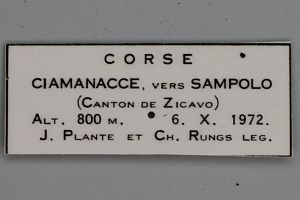 CORSE
CIAMANACCE, VERS SAMPOLO
(CANTON DE ZICAVO)
ALT. 800 M. 6. X. 1972.
J. PLANTE ET CH. RUNGS LEG.